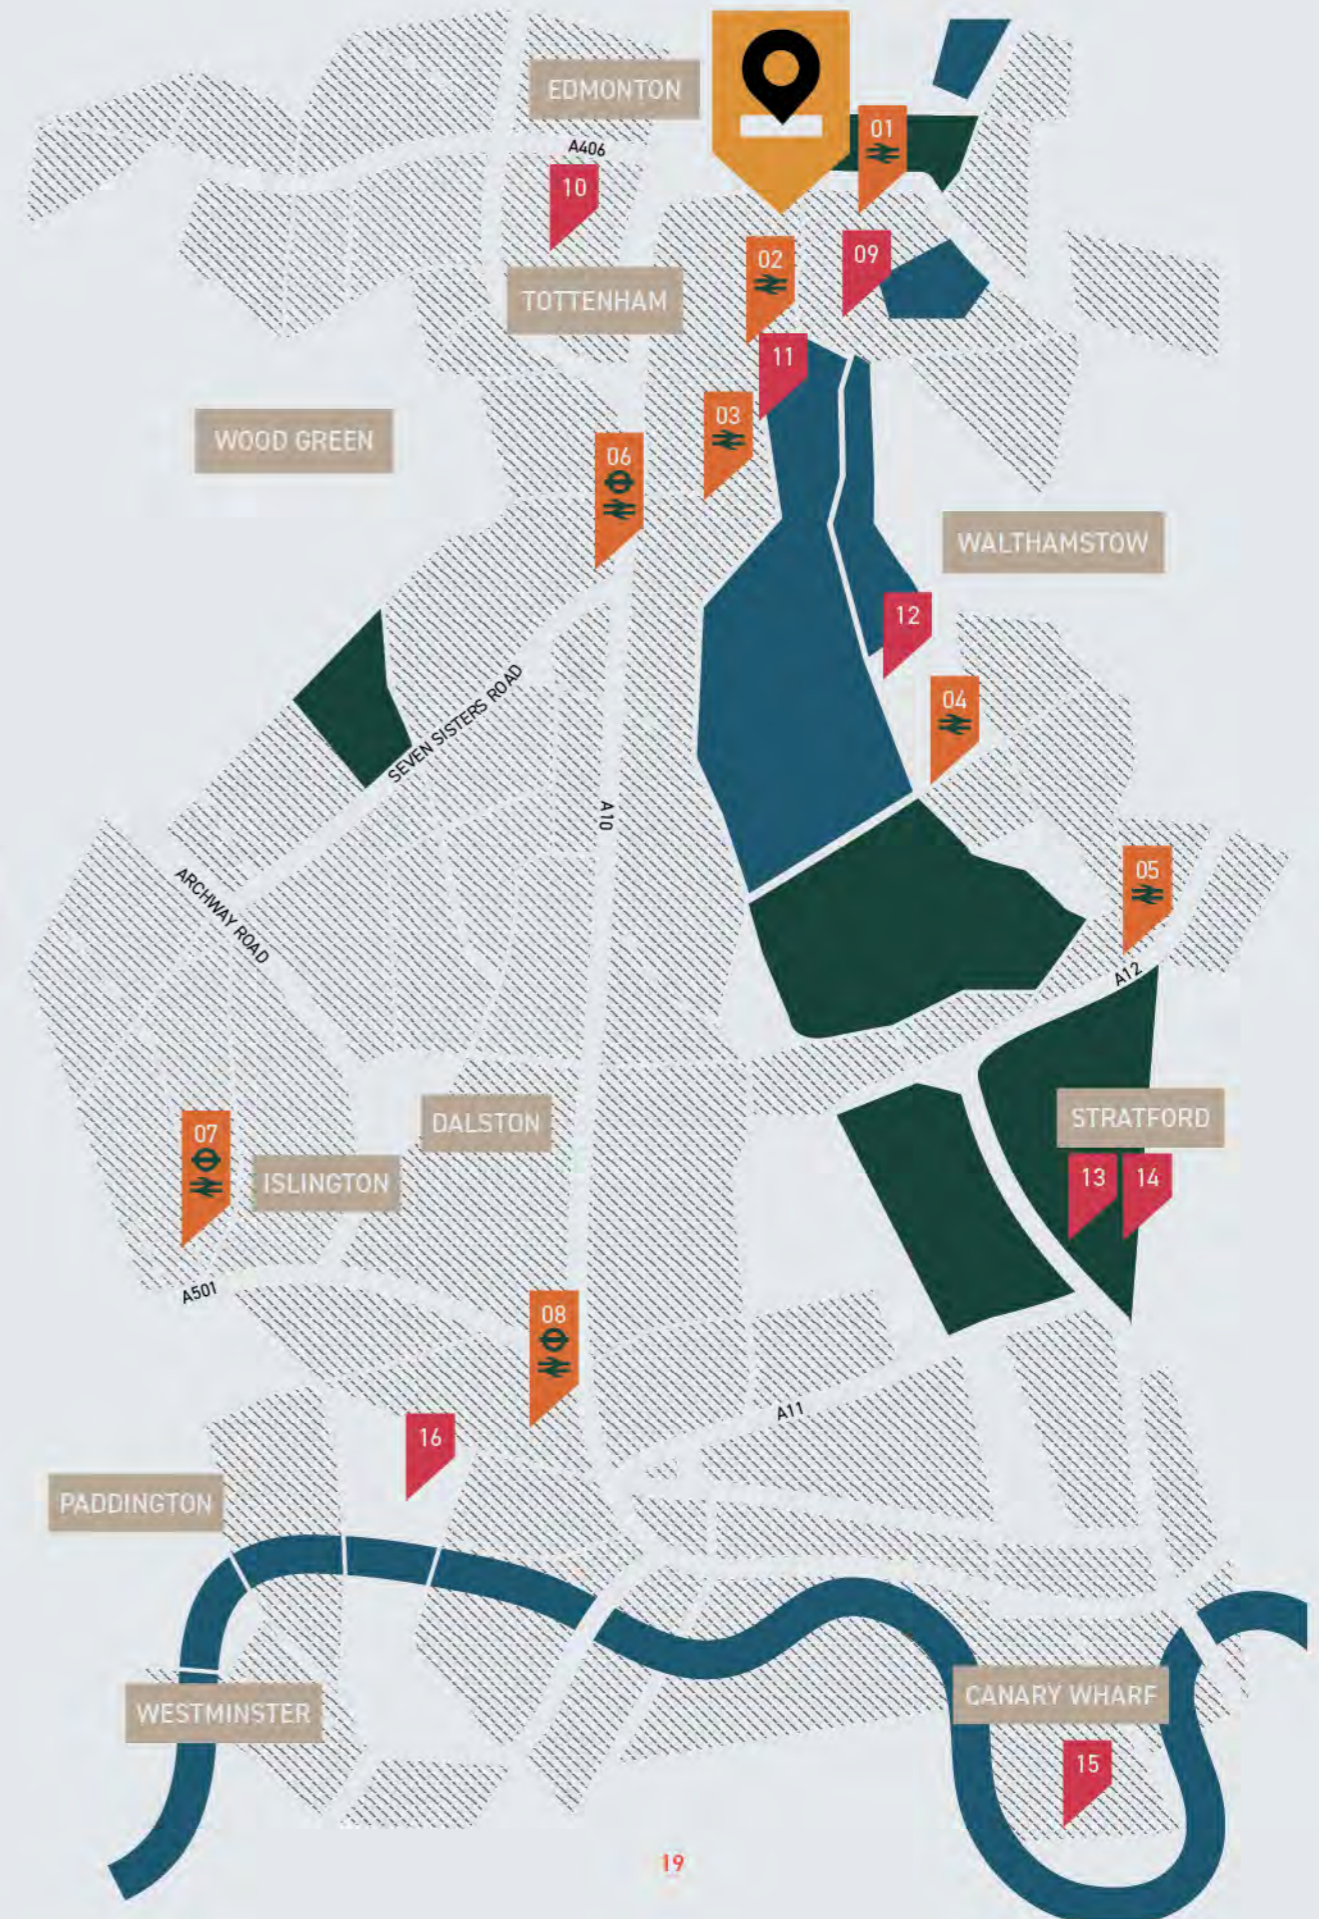 EDMONTON
01
A406
10
09
02
TOTTENHAM
11
03
WOOD GREEN
06
WALTHAMSTOW
12
04
SEVEN SISTERS ROAD
A10
05
ARCHWAY ROAD
A12
DALSTON
STRATFORD
07
13
14
ISLINGTON
A501
08
A11
16
PADDINGTON
CANARY WHARF
WESTMINSTER
15
19